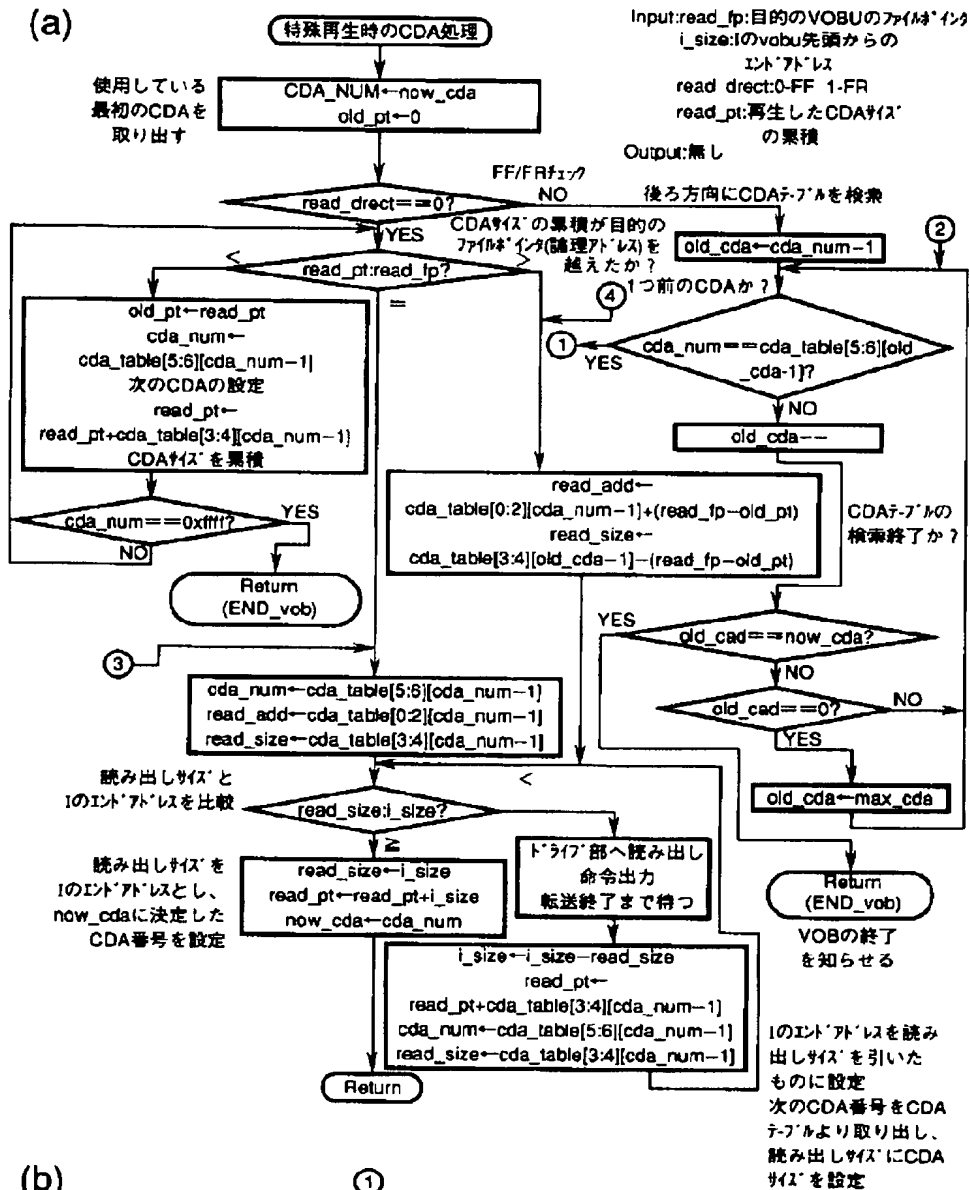 (a)
特殊再生時のCDA処理
Input:read_fp:目的のVOBUのﾌｧｲﾙﾎﾟｲﾝﾀ
i_size:Iのvobu先頭からの
ｴﾝﾄﾞｱﾄﾞﾚｽ
read_drect:0-FF 1-FR
read_pt:再生したCDAｻｲｽﾞ
の累積
Output:無し
使用している
最初のCDAを
取り出す
CDA_NUM←now_cda
old_pt←0
FF/FRﾁｪｯｸ
read_drect==0?
NO
YES
後ろ方向にCDAﾃｰﾌﾞﾙを検索
old_cda←cda_num−1
②
CDAｻｲｽﾞの累積が目的の
ﾌｧｲﾙﾎﾟｲﾝﾀ(論理ｱﾄﾞﾚｽ)を
越えたか?
<
read_pt:read_fp?
>
=
④
1つ前のCDAか?
①
YES
cda_num==cda_table[5:6][old
_cda-1]?
NO
old_cda−−
old_pt←read_pt
cda_num←
cda_table[5:6][cda_num−1]
次のCDAの設定
read_pt←
read_pt+cda_table[3:4][cda_num−1]
CDAｻｲｽﾞを累積
cda_num==0xffff?
YES
NO
Return
(END_vob)
read_add←
cda_table[0:2][cda_num−1]+(read_fp−old_pt)
read_size←
cda_table[3:4][old_cda-1]−(read_fp−old_pt)
CDAﾃｰﾌﾞﾙの
検索終了か?
YES
old_cad==now_cda?
NO
old_cad==0?
NO
YES
old_cda←max_cda
Return
(END_vob)
VOBの終了
を知らせる
③
cda_num←cda_table[5:6][cda_num−1]
read_add←cda_table[0:2][cda_num−1]
read_size←cda_table[3:4][cda_num−1]
読み出しｻｲｽﾞと
Iのｴﾝﾄﾞｱﾄﾞﾚｽを比較
read_size:i_size?
<
≧
読み出しｻｲｽﾞを
Iのｴﾝﾄﾞｱﾄﾞﾚｽとし、
now_cdaに決定した
CDA番号を設定
read_size←i_size
read_pt←read_pt+i_size
now_cda←cda_num
ﾄﾞﾗｲﾌﾞ部へ読み出し
命令出力
転送終了まで待つ
i_size←i_size−read_size
read_pt←
read_pt+cda_table[3:4][cda_num−1]
cda_num←cda_table[5:6][cda_num−1]
read_size←cda_table[3:4][cda_num−1]
Return
Iのｴﾝﾄﾞｱﾄﾞﾚｽを読み
出しｻｲｽﾞを引いた
ものに設定
次のCDA番号をCDA
ﾃｰﾌﾞﾙより取り出し、
読み出しｻｲｽﾞにCDA
ｻｲｽﾞを設定
(b)
①